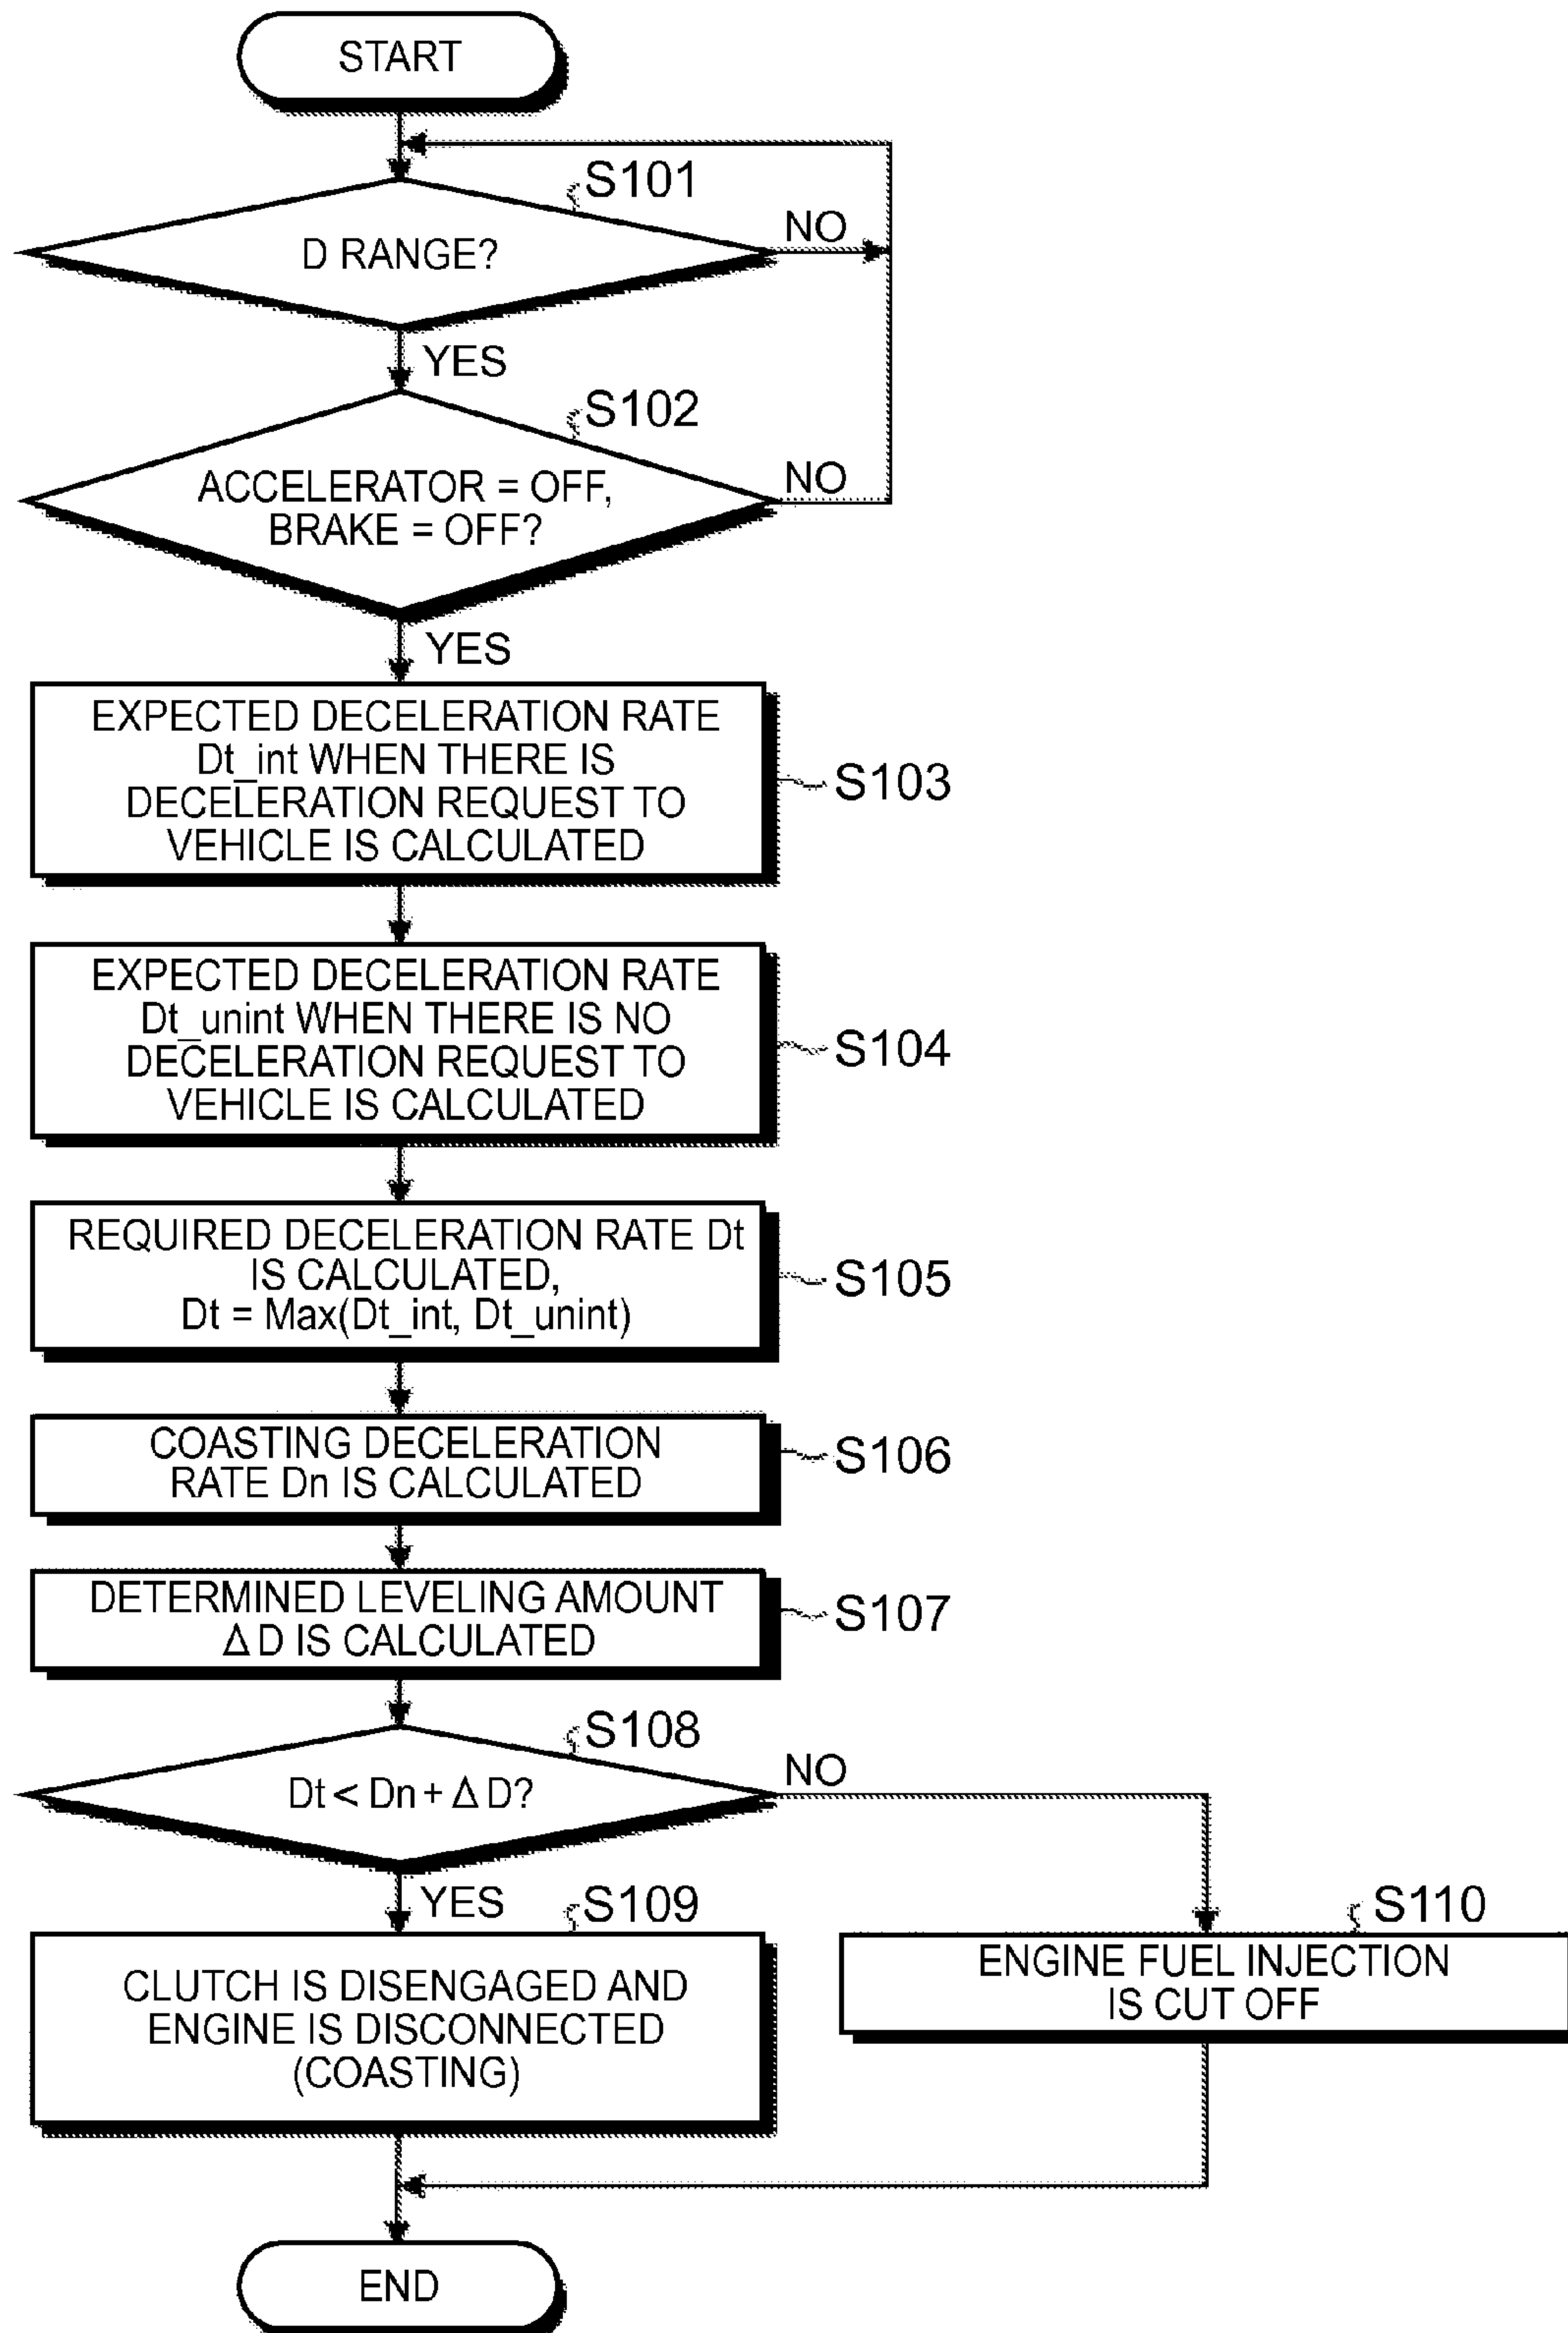 START
S101
D RANGE?
NO
YES
S102
ACCELERATOR = OFF,
BRAKE = OFF?
NO
YES
EXPECTED DECELERATION RATE
Dt_int WHEN THERE IS
DECELERATION REQUEST TO
VEHICLE IS CALCULATED
S103
EXPECTED DECELERATION RATE
Dt_unint WHEN THERE IS NO
DECELERATION REQUEST TO
VEHICLE IS CALCULATED
S104
REQUIRED DECELERATION RATE Dt
IS CALCULATED,
Dt = Max(Dt_int, Dt_unint)
S105
COASTING DECELERATION
RATE Dn IS CALCULATED
S106
DETERMINED LEVELING AMOUNT
Δ D IS CALCULATED
S107
S108
Dt < Dn + Δ D?
NO
YES
S109
CLUTCH IS DISENGAGED AND
ENGINE IS DISCONNECTED
(COASTING)
S110
ENGINE FUEL INJECTION
IS CUT OFF
END